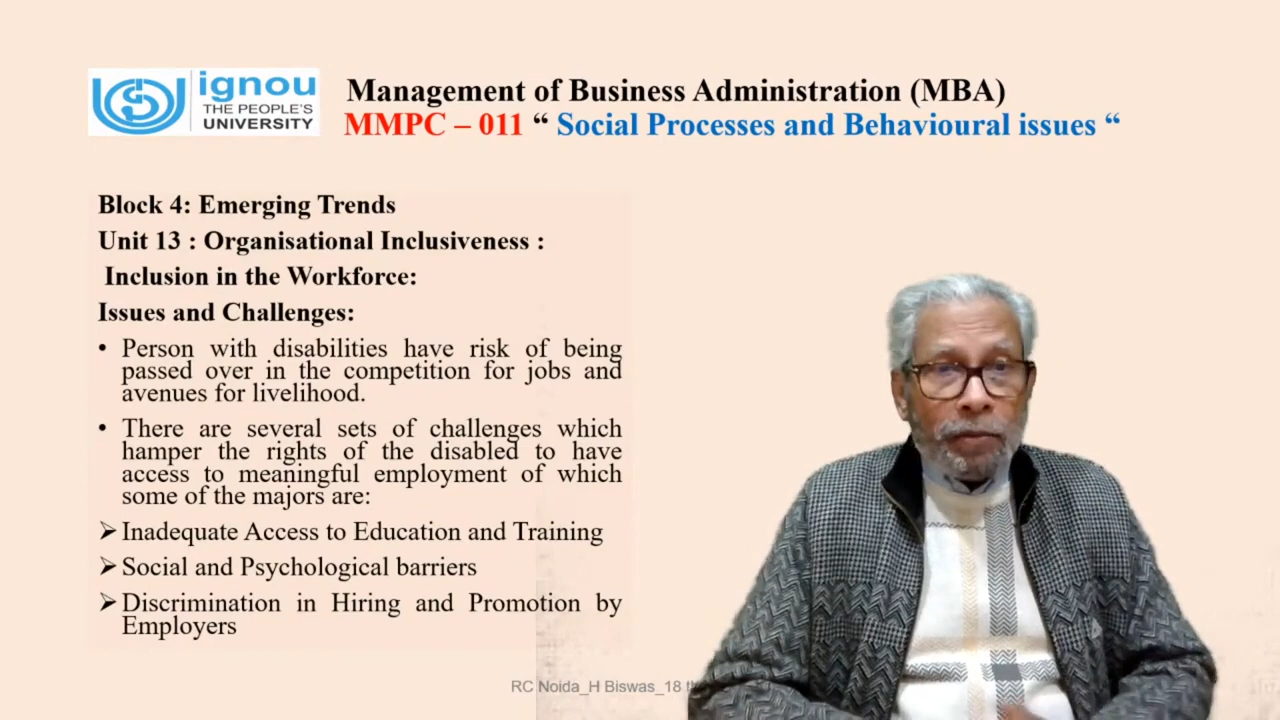 ignou
THE PEOPLE'S
UNIVERSITY
Management of Business Administration (MBA)
MMPC – 011 “ Social Processes and Behavioural issues “
Block 4: Emerging Trends
Unit 13 : Organisational Inclusiveness :
Inclusion in the Workforce:
Issues and Challenges:
• Person with disabilities have risk of being
passed over in the competition for jobs and
avenues for livelihood.
• There are several sets of challenges which
hamper the rights of the disabled to have
access to meaningful employment of which
some of the majors are:
➢ Inadequate Access to Education and Training
➢ Social and Psychological barriers
➢ Discrimination in Hiring and Promotion by
Employers
RC Noida_H Biswas_18